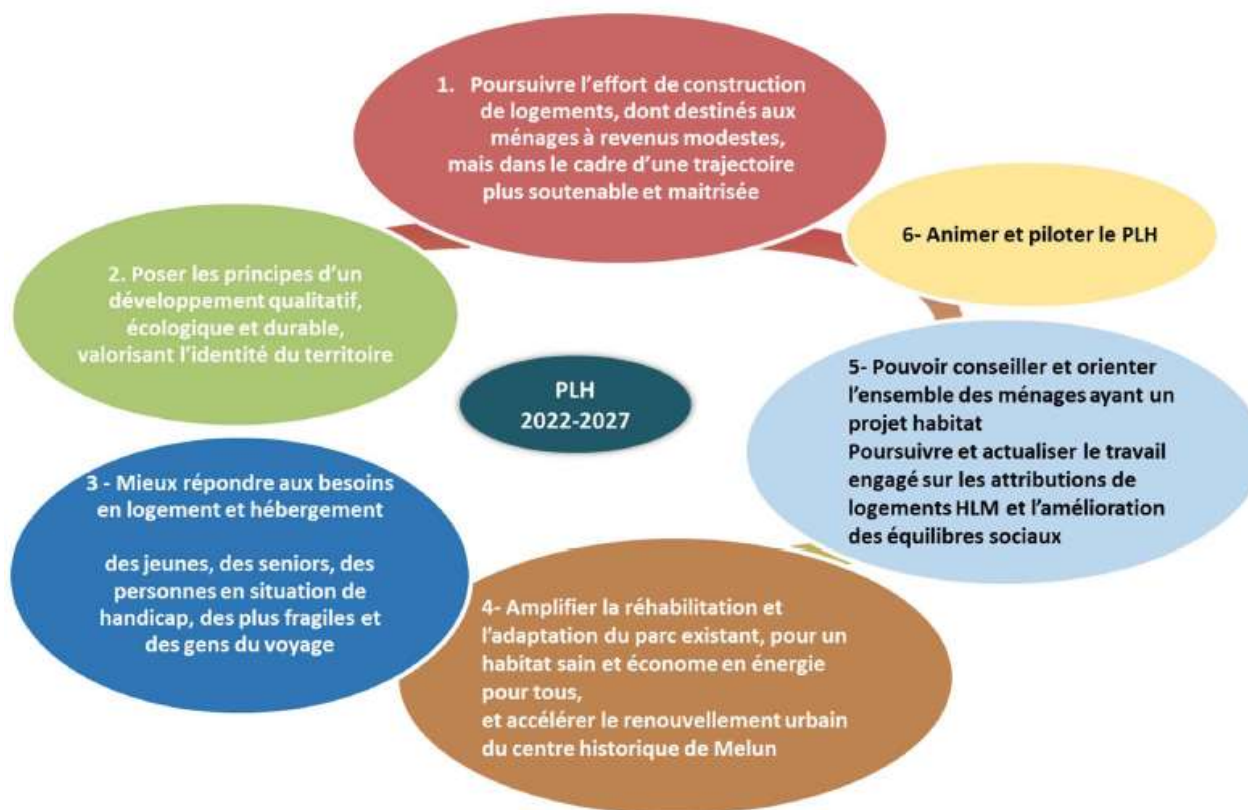 1. Poursuivre l'effort de construction
de logements, dont destinés aux
ménages à revenus modestes,
mais dans le cadre d'une trajectoire
plus soutenable et maitrisée
6- Animer et piloter le PLH
2. Poser les principes d'un
développement qualitatif,
écologique et durable,
valorisant l'identité du territoire
PLH
2022-2027
5- Pouvoir conseiller et orienter
l'ensemble des ménages ayant un
projet habitat
Poursuivre et actualiser le travail
engagé sur les attributions de
logements HLM et l'amélioration
des équilibres sociaux
3 - Mieux répondre aux besoins
en logement et hébergement
des jeunes, des seniors, des
personnes en situation de
handicap, des plus fragiles et
des gens du voyage
4- Amplifier la réhabilitation et
l'adaptation du parc existant, pour un
habitat sain et économe en énergie
pour tous,
et accélérer le renouvellement urbain
du centre historique de Melun